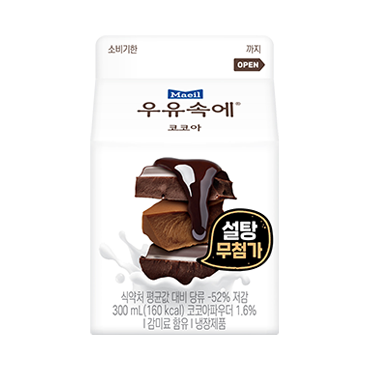 소비기한 까지
OPEN
Maeil
우유속에®
코코아
설탕
무첨가
식약처 평균값 대비 당류 -52% 저감
300 mL(160 kcal) 코코아파우더 1.6%
I 감미료 함유 I 냉장제품